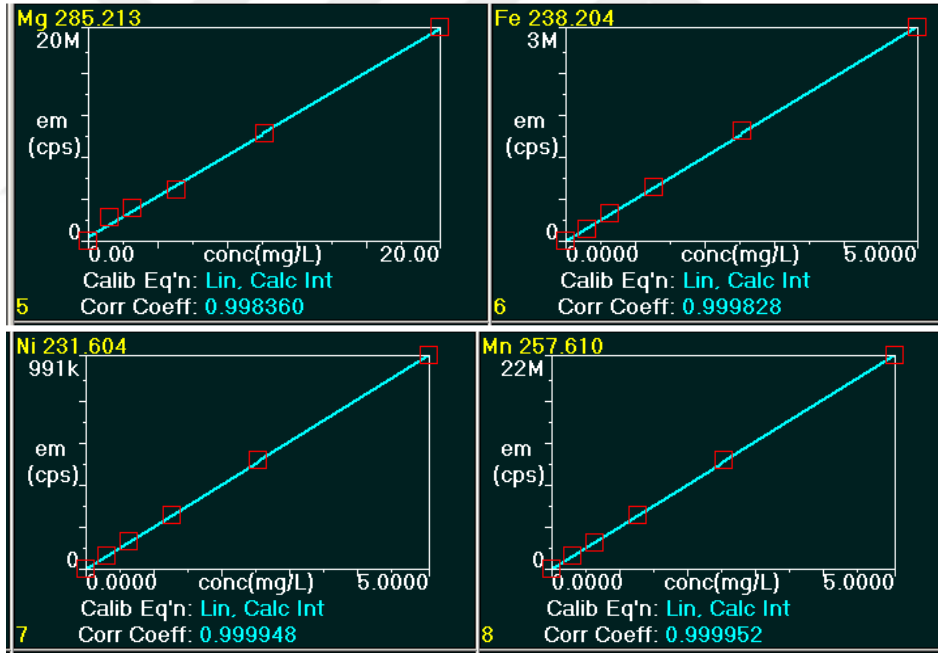 Mg 285.213
20M
em
(cps)
0
0.00 conc(mg/L) 20.00
Calib Eq'n: Lin, Calc Int
5 Corr Coeff: 0.998360
Fe 238.204
3M
em
(cps)
0
0.0000 conc(mg/L) 5.0000
Calib Eq'n: Lin, Calc Int
6 Corr Coeff: 0.999828
Ni 231.604
991k
em
(cps)
0
0.0000 conc(mg/L) 5.0000
Calib Eq'n: Lin, Calc Int
7 Corr Coeff: 0.999948
Mn 257.610
22M
em
(cps)
0
0.0000 conc(mg/L) 5.0000
Calib Eq'n: Lin, Calc Int
8 Corr Coeff: 0.999952